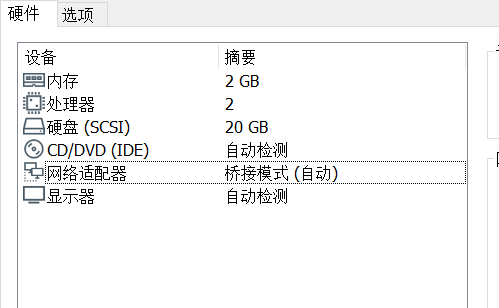 硬件 选项
设备 摘要
内存 2 GB
处理器 2
硬盘 (SCSI) 20 GB
CD/DVD (IDE) 自动检测
网络适配器 桥接模式 (自动)
显示器 自动检测